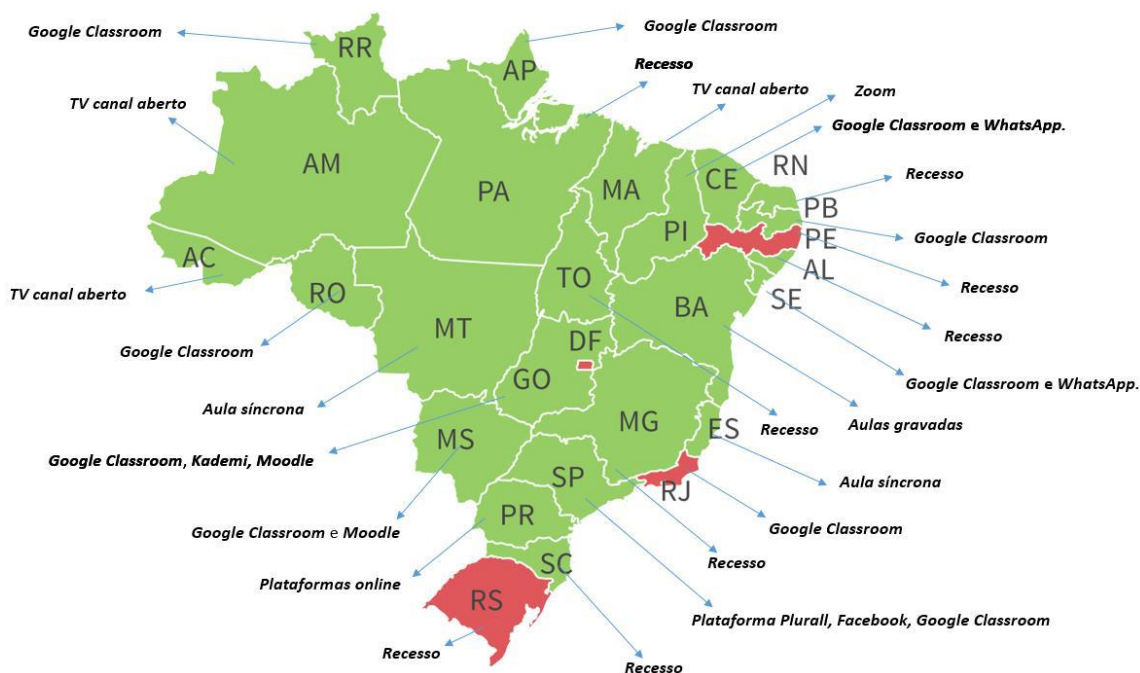 Google Classroom
RR
Google Classroom
AP
Recesso
TV canal aberto
TV canal aberto
Zoom
Google Classroom e WhatsApp.
AM
PA
MA
CE
RN
Recesso
PB
PI
PE
Google Classroom
AC
AL
TO
SE
Recesso
TV canal aberto
RO
BA
MT
Recesso
DF
Google Classroom
GO
Google Classroom e WhatsApp.
Aula síncrona
MG
ES
Recesso
Aulas gravadas
MS
Google Classroom, Kademi, Moodle
SP
Aula síncrona
RJ
PR
Google Classroom e Moodle
Google Classroom
SC
Recesso
Plataformas online
RS
Plataforma Plurall, Facebook, Google Classroom
Recesso
Recesso